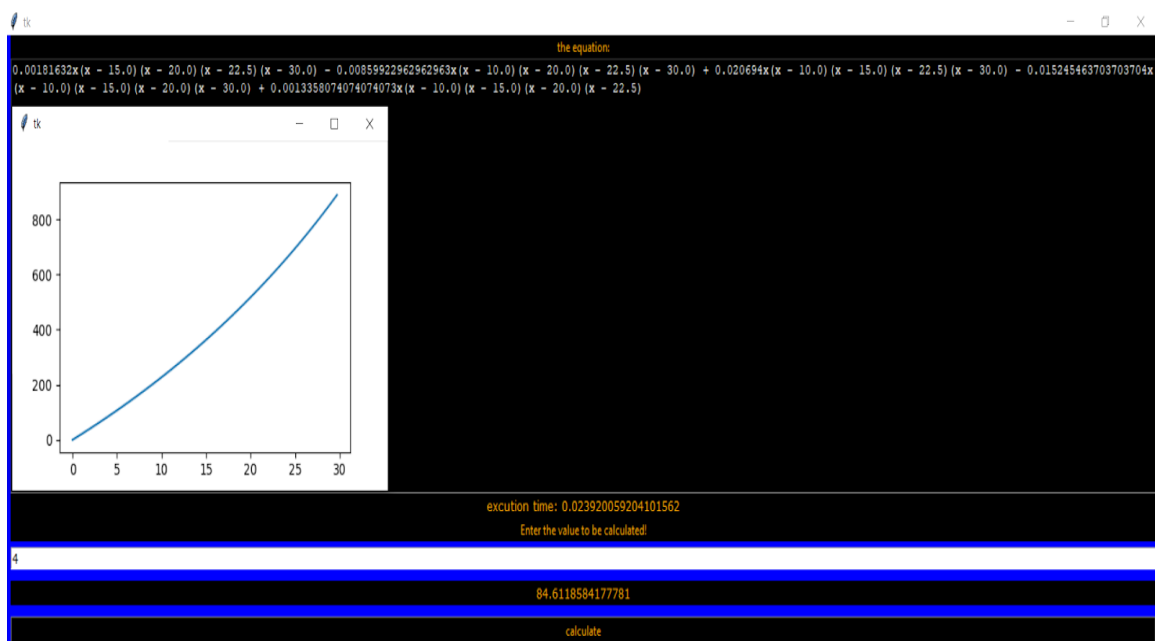 tk
the equation:
0.00181632x(x - 15.0)(x - 20.0)(x - 22.5)(x - 30.0) - 0.00859922962962963x(x - 10.0)(x - 20.0)(x - 22.5)(x - 30.0) + 0.020694x(x - 10.0)(x - 15.0)(x - 22.5)(x - 30.0) - 0.0152454637037037​04x
(x - 10.0)(x - 15.0)(x - 20.0)(x - 30.0) + 0.0013358074074074073x(x - 10.0)(x - 15.0)(x - 20.0)(x - 22.5)
tk
800
600
400
200
0
0 5 10 15 20 25 30
excution time: 0.023920059204101562
Enter the value to be calculated!
4
84.6118584177781
calculate